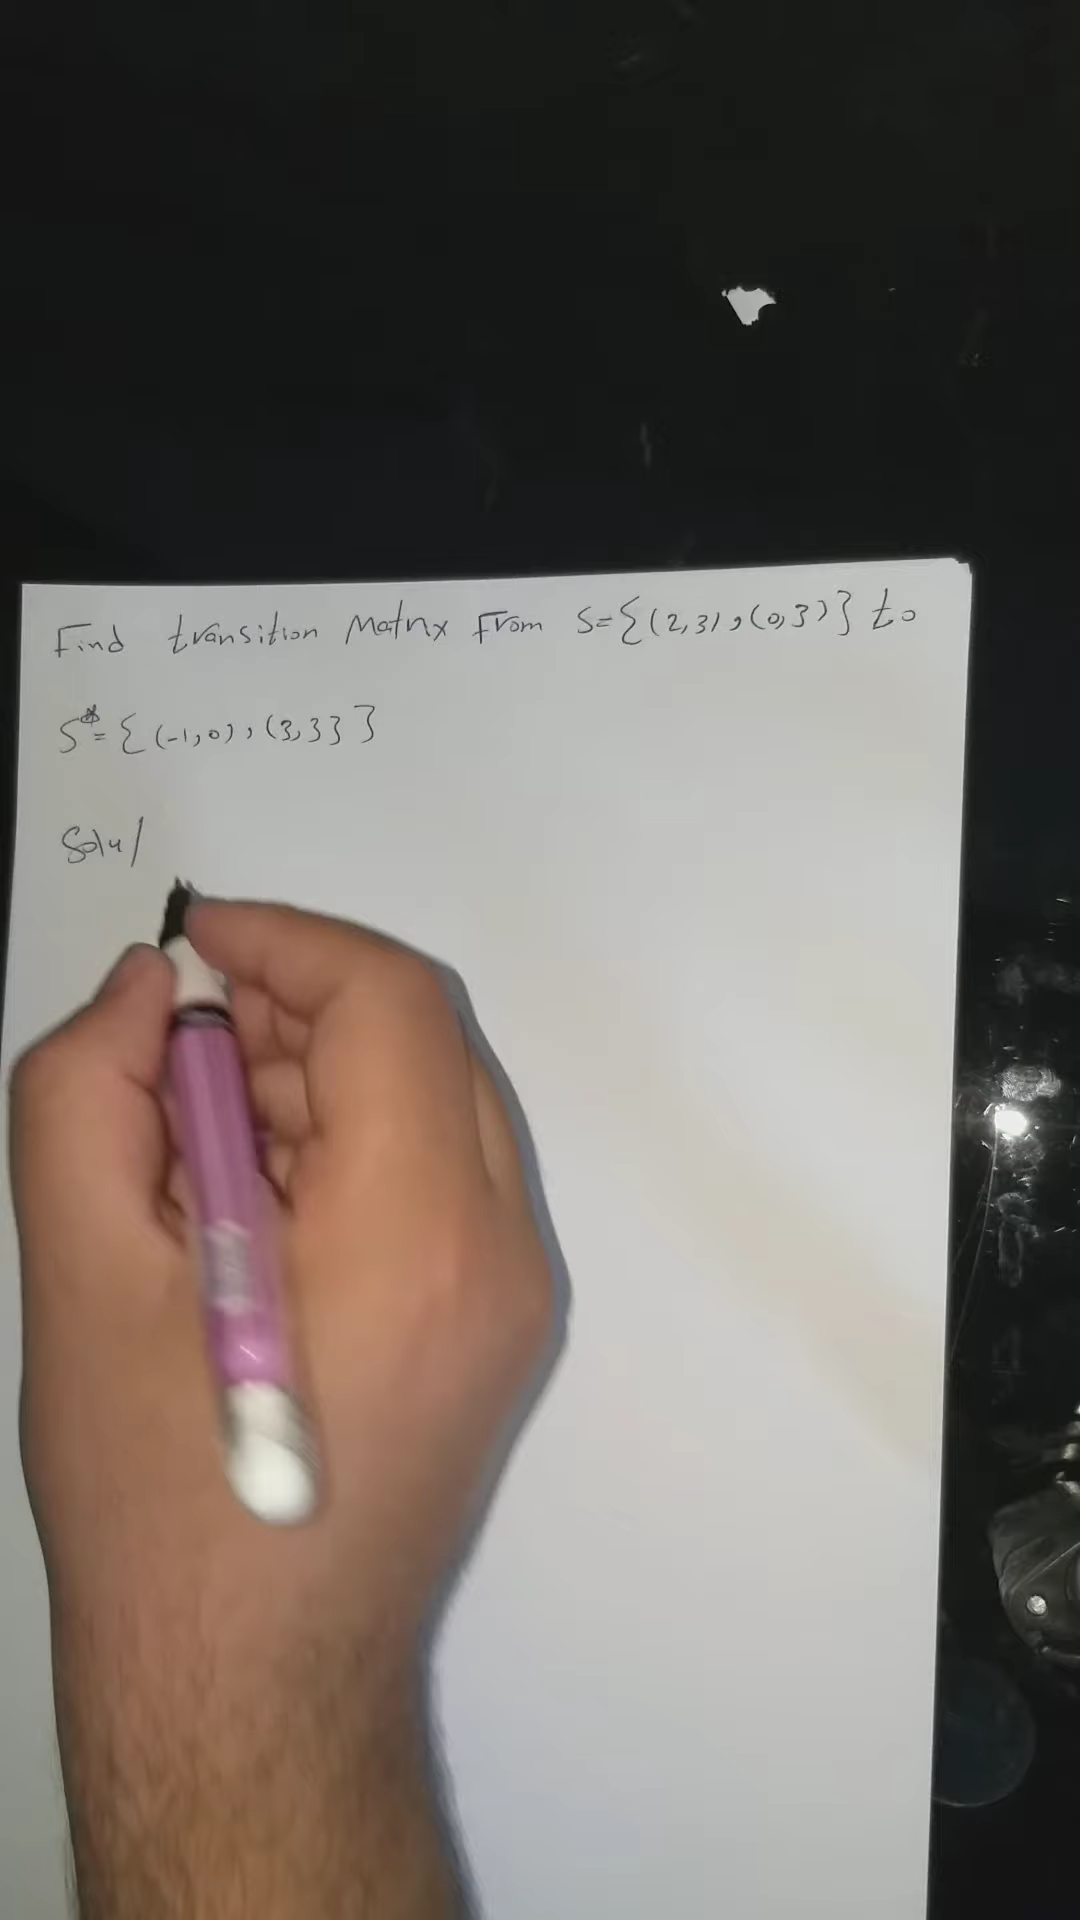 Find transition Matrix From S={(2,3),(0,3)} to
S*={(-1,0),(3,3}}
Solu/